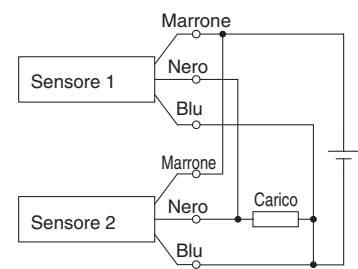 Marrone
Sensore 1
Nero
Blu
Marrone
Sensore 2
Nero
Carico
Blu